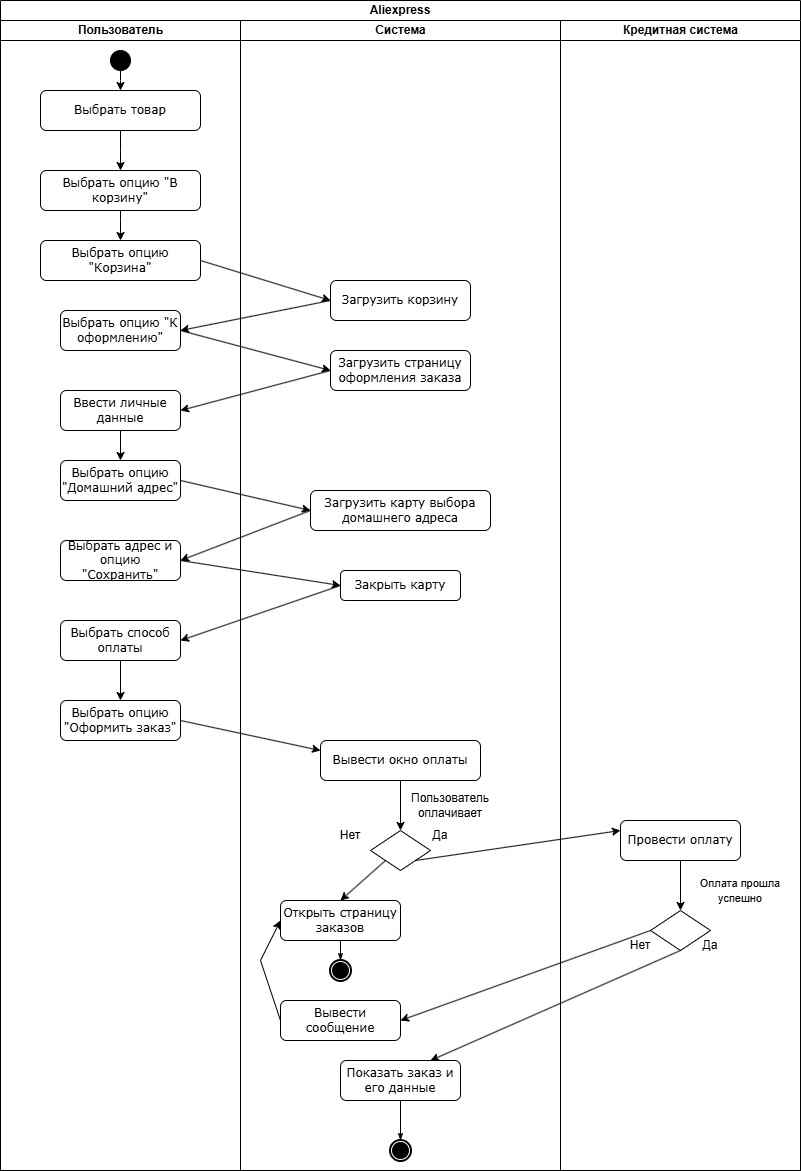 Aliexpress
Пользователь
Система
Кредитная система
Выбрать товар
Выбрать опцию "В
корзину"
Выбрать опцию
"Корзина"
Загрузить корзину
Выбрать опцию "К
оформлению"
Загрузить страницу
оформления заказа
Ввести личные
данные
Выбрать опцию
"Домашний адрес"
Загрузить карту выбора
домашнего адреса
Выбрать адрес и
опцию
"Сохранить"
Закрыть карту
Выбрать способ
оплаты
Выбрать опцию
"Оформить заказ"
Вывести окно оплаты
Пользователь
оплачивает
Нет
Да
Провести оплату
Оплата прошла
успешно
Нет
Да
Открыть страницу
заказов
Вывести
сообщение
Показать заказ и
его данные